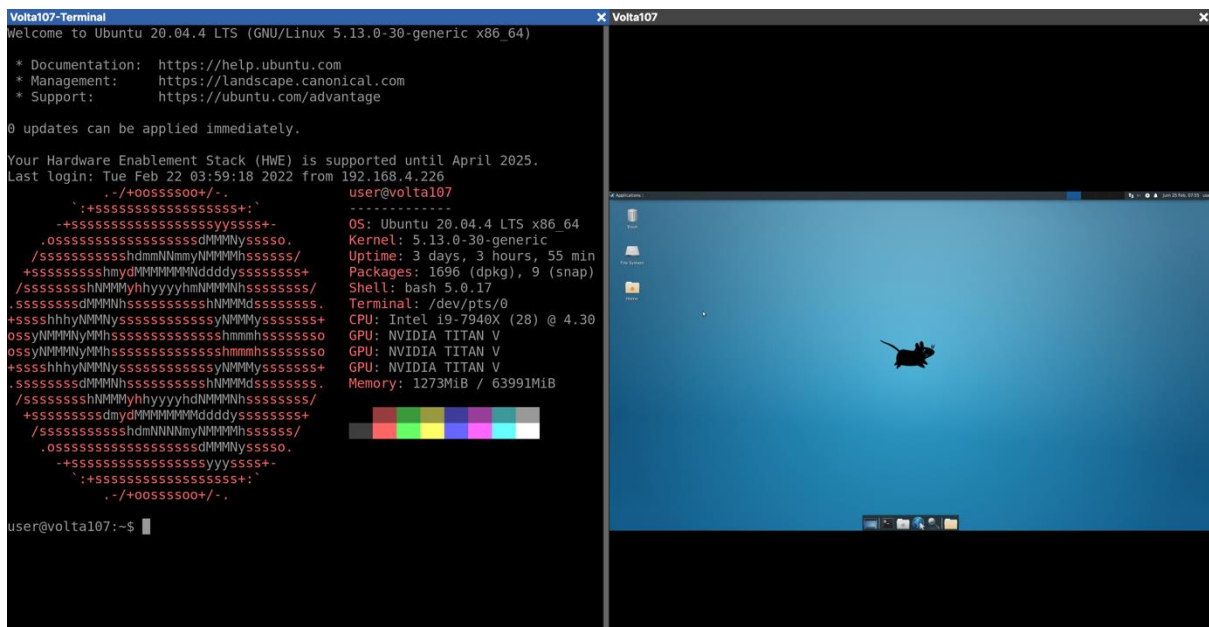 Volta107-Terminal
Welcome to Ubuntu 20.04.4 LTS (GNU/Linux 5.13.0-30-generic x86_64)
* Documentation:  https://help.ubuntu.com
* Management:     https://landscape.canonical.com
* Support:        https://ubuntu.com/advantage
0 updates can be applied immediately.
Your Hardware Enablement Stack (HWE) is supported until April 2025.
Last login: Tue Feb 22 03:59:18 2022 from 192.168.4.226
user@volta107
-------------
OS: Ubuntu 20.04.4 LTS x86_64
Kernel: 5.13.0-30-generic
Uptime: 3 days, 3 hours, 55 min
Packages: 1696 (dpkg), 9 (snap)
Shell: bash 5.0.17
Terminal: /dev/pts/0
CPU: Intel i9-7940X (28) @ 4.30
GPU: NVIDIA TITAN V
GPU: NVIDIA TITAN V
GPU: NVIDIA TITAN V
Memory: 1273MiB / 63991MiB
user@volta107:~$
Volta107
Applications
Trash
File System
Home